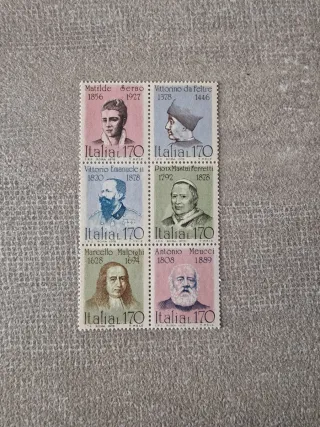 Matilde Serao
1856 1927
Italia L. 170
Vittorino da Feltre
1378 1446
Italia L. 170
Vittorio Emanuele II
1820 1878
Italia L. 170
Pio IX Mastai Ferretti
1792 1878
Italia L. 170
Marcello Malpighi
1628 1694
Italia L. 170
Antonio Meucci
1808 1889
Italia L. 170